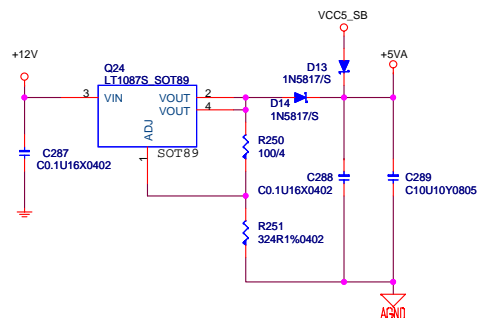 VCC5_SB
+12V
Q24
LT1087S_SOT89
D13
1N5817/S
+5VA
3
VIN
VOUT
2
VOUT
4
ADJ
1
SOT89
D14
1N5817/S
C287
C0.1U16X0402
R250
100/4
C288
C0.1U16X0402
C289
C10U10Y0805
R251
324R1%0402
AGND